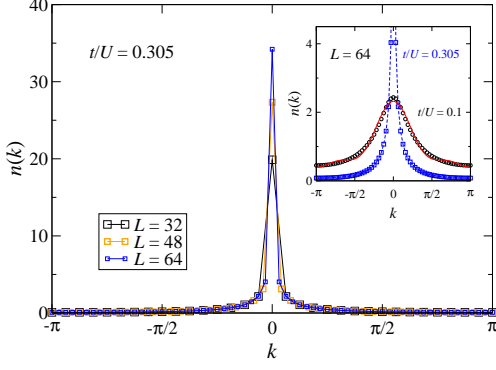 40
30
20
10
0
n(k)
t/U = 0.305
L = 32
L = 48
L = 64
-π
-π/2
0
π/2
π
k
4
2
0
n(k)
L = 64
t/U = 0.305
t/U = 0.1
-π
-π/2
0
π/2
π
k